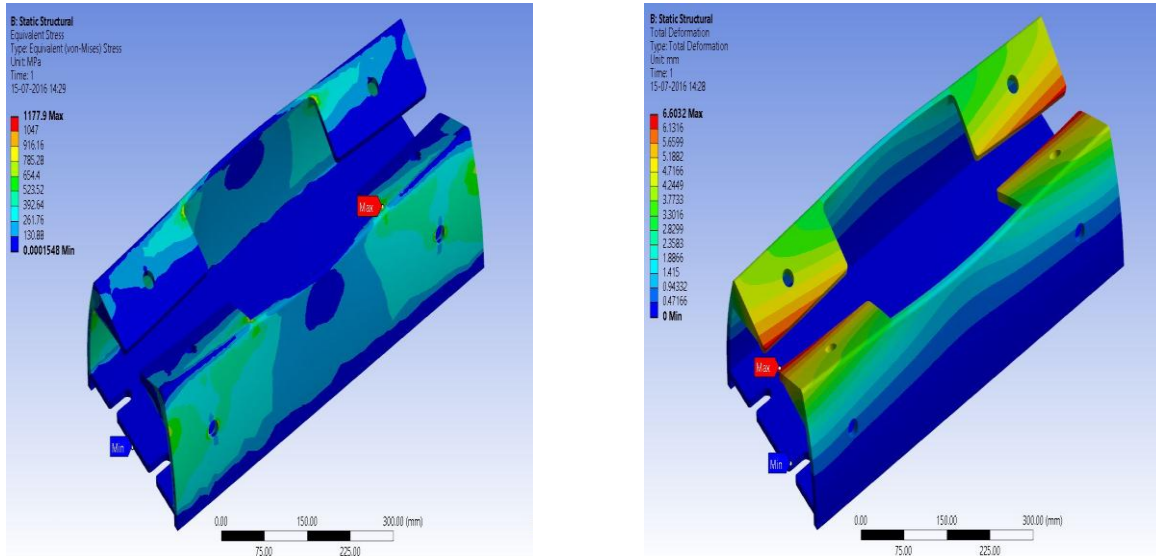 B: Static Structural
Equivalent Stress
Type: Equivalent (von-Mises) Stress
Unit: MPa
Time: 1
15-07-2016 14:29
1177.9 Max
1047
916.16
785.28
654.4
523.52
392.64
261.76
130.88
0.0001548 Min
Max
Min
0.00
150.00
300.00 (mm)
75.00
225.00
B: Static Structural
Total Deformation
Type: Total Deformation
Unit: mm
Time: 1
15-07-2016 14:28
6.6032 Max
6.1316
5.6599
5.1882
4.7166
4.2449
3.7733
3.3016
2.8299
2.3583
1.8866
1.415
0.94332
0.47166
0 Min
Max
Min
0.00
150.00
300.00 (mm)
75.00
225.00